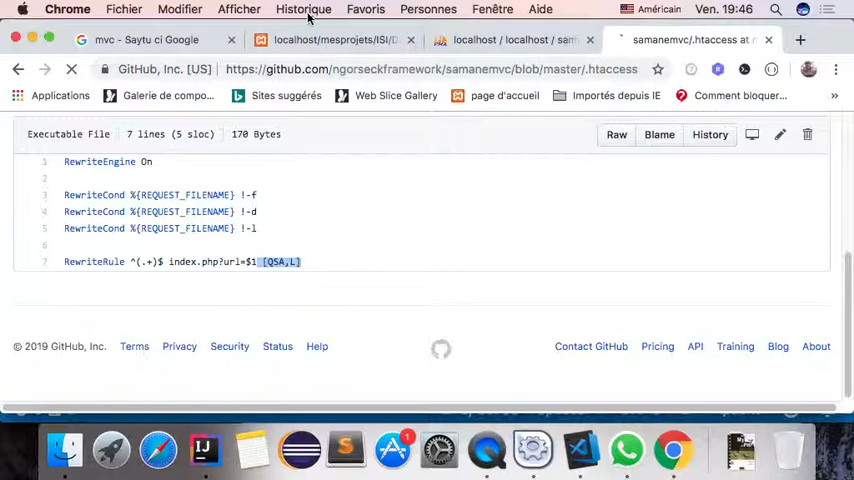 Chrome Fichier Modifier Afficher Historique Favoris Personnes Fenêtre Aide Américain Ven. 19:46
mvc - Saytu ci Google localhost/mesprojets/ISI/D localhost / localhost / sam samanemvc/.htaccess at m
GitHub, Inc. [US] https://github.com/ngorseckframework/samanemvc/blob/master/.htaccess
Applications Galerie de compo... Sites suggérés Web Slice Gallery page d'accueil Importés depuis IE Comment bloquer... »
Executable File 7 lines (5 sloc) 170 Bytes Raw Blame History
1 RewriteEngine On
2
3 RewriteCond %{REQUEST_FILENAME} !-f
4 RewriteCond %{REQUEST_FILENAME} !-d
5 RewriteCond %{REQUEST_FILENAME} !-l
6
7 RewriteRule ^(.+)$ index.php?url=$1 [QSA,L]
© 2019 GitHub, Inc. Terms Privacy Security Status Help Contact GitHub Pricing API Training Blog About
1